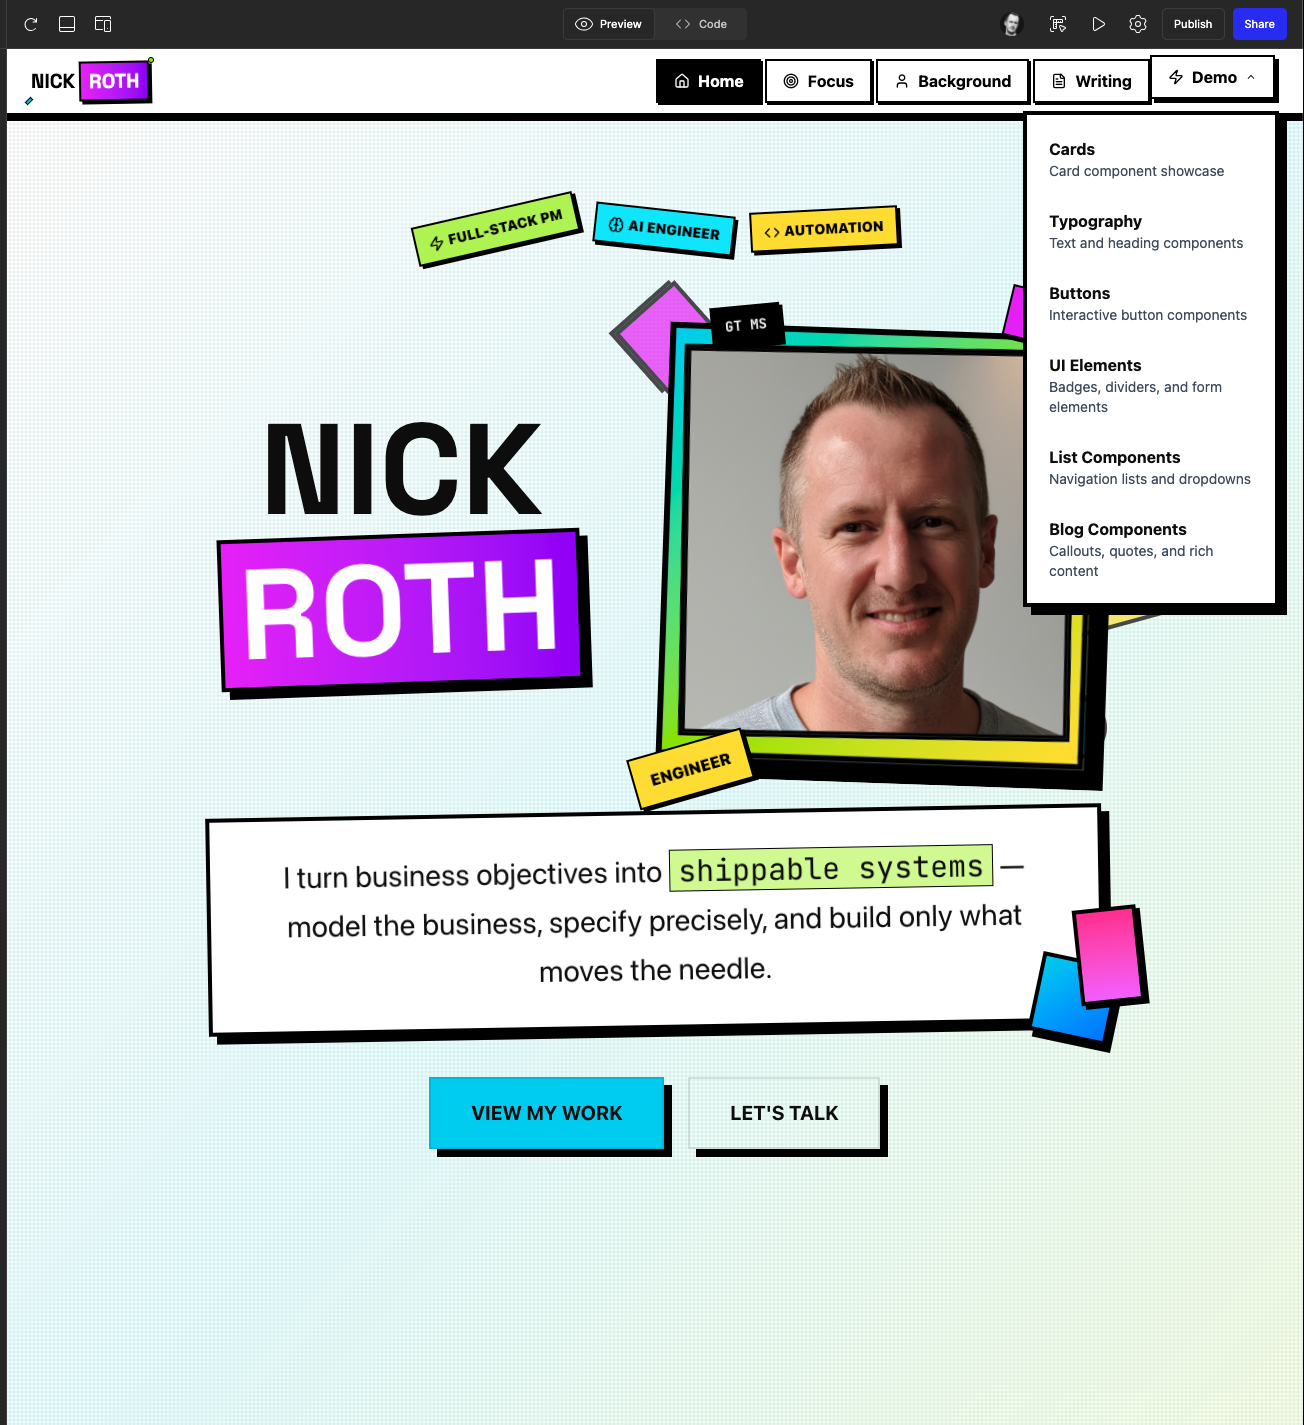 Preview
Code
Publish
Share
NICK ROTH
Home
Focus
Background
Writing
Demo
Cards
Card component showcase
Typography
Text and heading components
Buttons
Interactive button components
UI Elements
Badges, dividers, and form
elements
List Components
Navigation lists and dropdowns
Blog Components
Callouts, quotes, and rich
content
FULL-STACK PM
AI ENGINEER
AUTOMATION
GT MS
NICK
ROTH
ENGINEER
I turn business objectives into shippable systems —
model the business, specify precisely, and build only what
moves the needle.
VIEW MY WORK
LET'S TALK